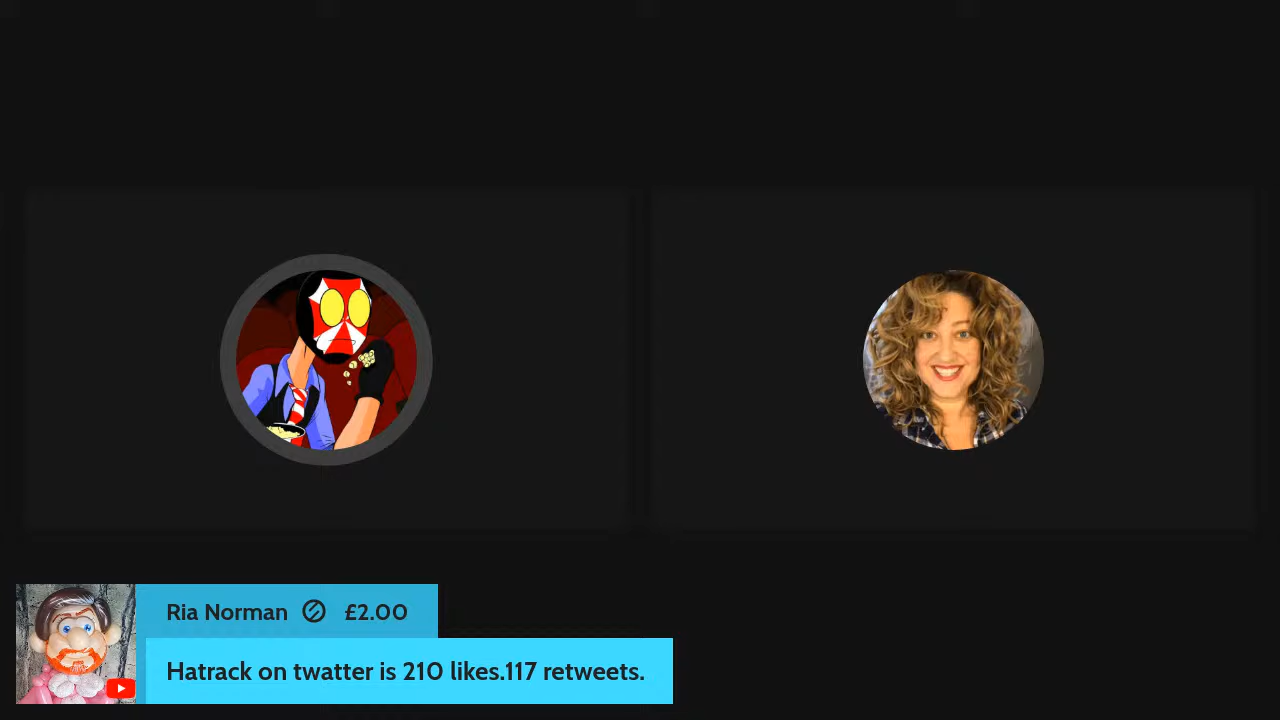 Ria Norman £2.00
Hatrack on twatter is 210 likes.117 retweets.